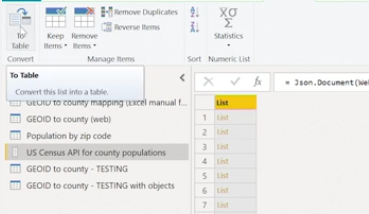 To
Table
Keep
Items
Remove
Items
Remove Duplicates
Reverse Items
Sort
Statistics
Convert
Manage Items
Sort
Numeric List
To Table
Convert this list into a table.
GEOID to county mapping (Excel manual f...
GEOID to county (web)
Population by zip code
US Census API for county populations
GEOID to county - TESTING
GEOID to county - TESTING with objects
fx
= Json.Document(Wel
List
1 List
2 List
3 List
4 List
5 List
6 List
7 List